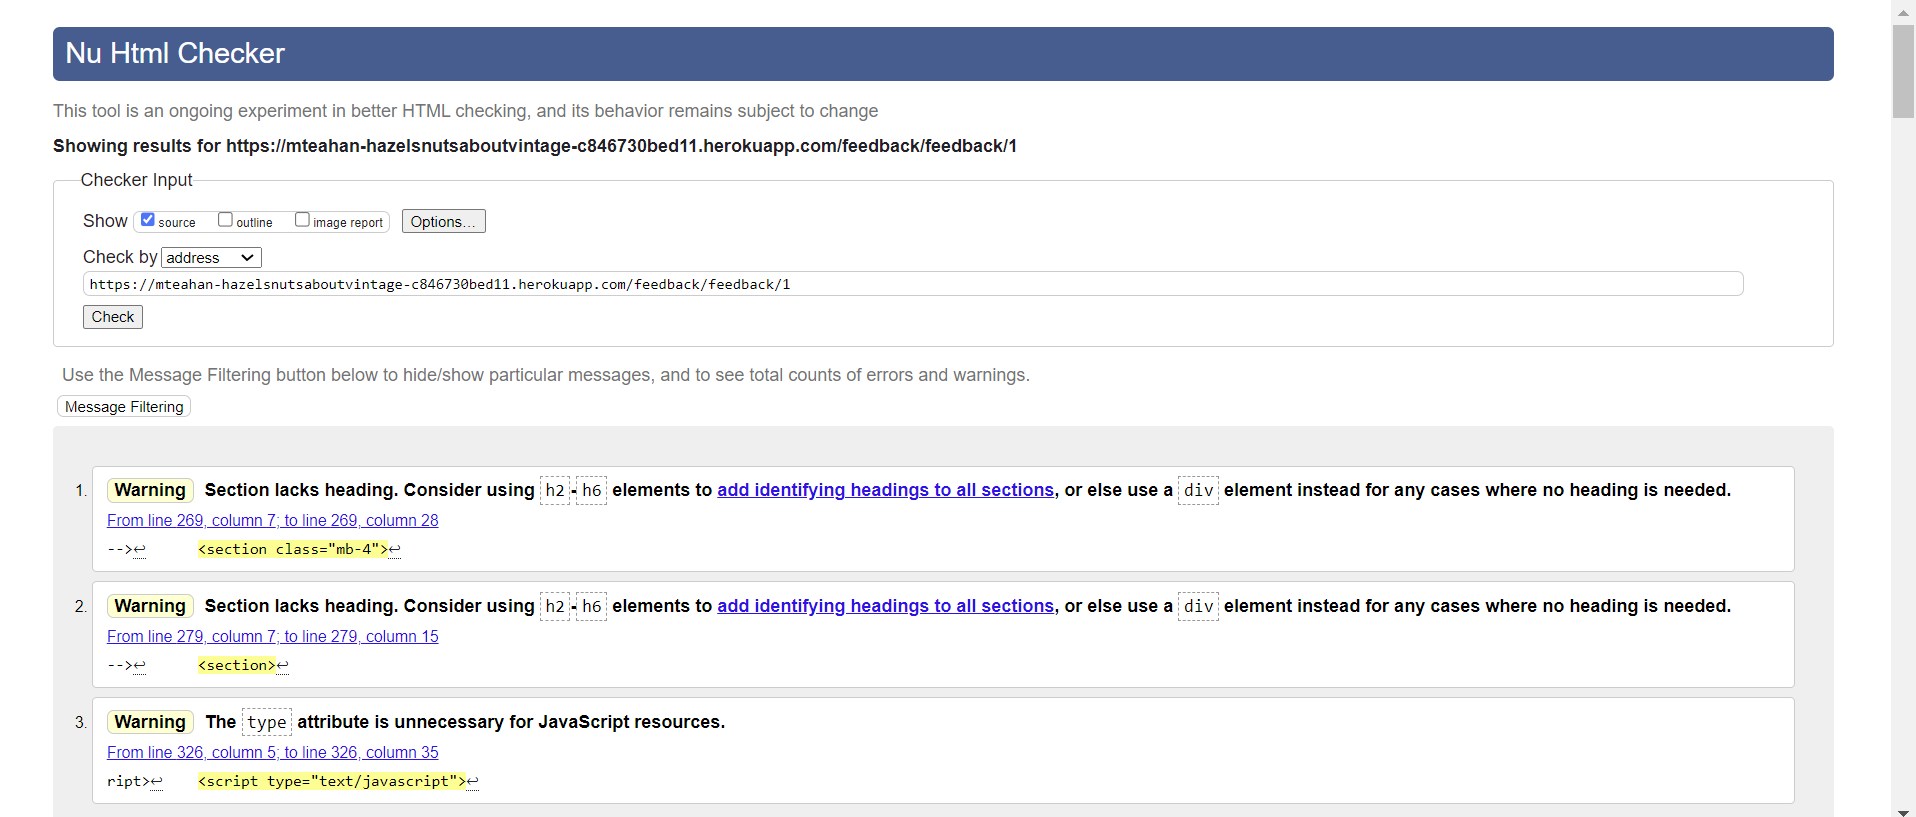 Nu Html Checker
This tool is an ongoing experiment in better HTML checking, and its behavior remains subject to change
Showing results for https://mteahan-hazelsnutsaboutvintage-c846730bed11.herokuapp.com/feedback/feedback/1
Checker Input
Show source outline image report Options...
Check by address
https://mteahan-hazelsnutsaboutvintage-c846730bed11.herokuapp.com/feedback/feedback/1
Check
Use the Message Filtering button below to hide/show particular messages, and to see total counts of errors and warnings.
Message Filtering
1. Warning Section lacks heading. Consider using h2-h6 elements to add identifying headings to all sections, or else use a div element instead for any cases where no heading is needed.
From line 269, column 7; to line 269, column 28
-->↩ <section class="mb-4">↩
2. Warning Section lacks heading. Consider using h2-h6 elements to add identifying headings to all sections, or else use a div element instead for any cases where no heading is needed.
From line 279, column 7; to line 279, column 15
-->↩ <section>↩
3. Warning The type attribute is unnecessary for JavaScript resources.
From line 326, column 5; to line 326, column 35
ript>↩ <script type="text/javascript">↩